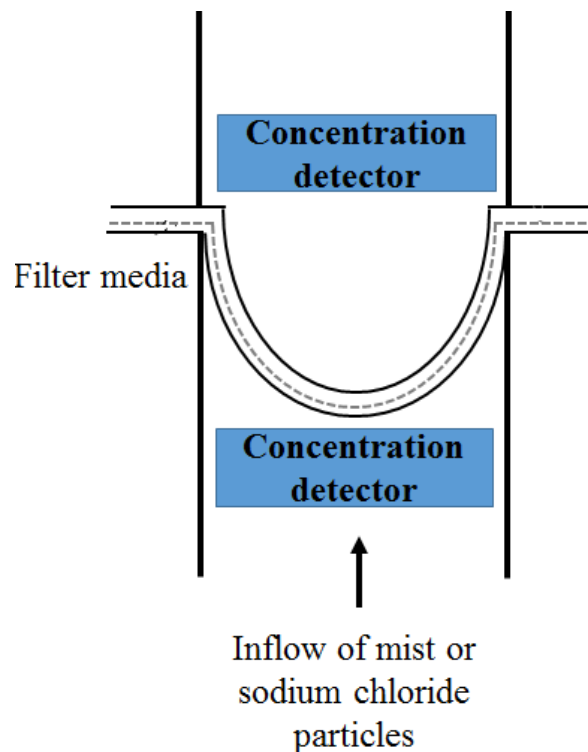 Concentration
detector
Filter media
Concentration
detector
Inflow of mist or
sodium chloride
particles